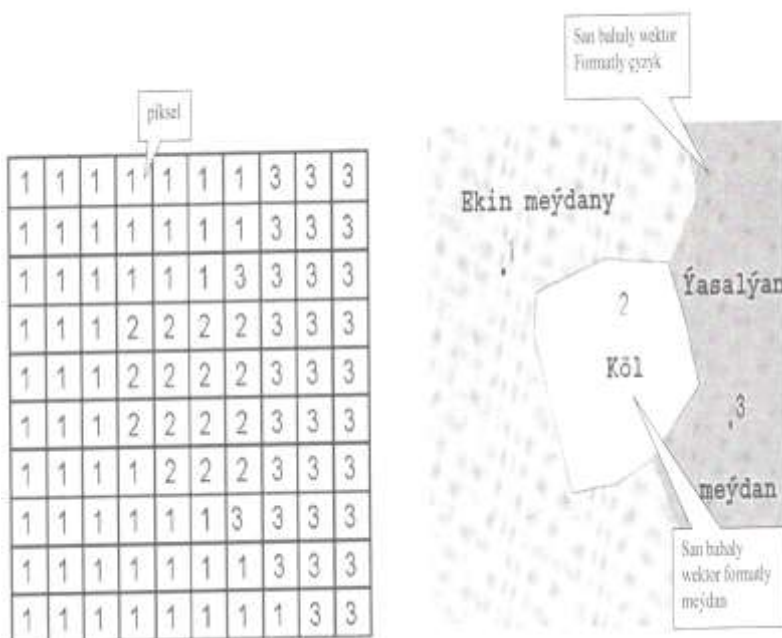 San bahaly wektor
Formatly çyzyk
piksel
1 1 1 1 1 1 1 3 3 3
1 1 1 1 1 1 1 3 3 3
1 1 1 1 1 1 3 3 3 3
1 1 1 2 2 2 2 3 3 3
1 1 1 2 2 2 2 3 3 3
1 1 1 2 2 2 2 3 3 3
1 1 1 1 2 2 2 3 3 3
1 1 1 1 1 1 3 3 3 3
1 1 1 1 1 1 1 3 3 3
1 1 1 1 1 1 1 1 3 3
Ekin meýdany
1
Ýasalýan
2
Köl
3
meýdan
San bahaly
wektor formatly
meýdan